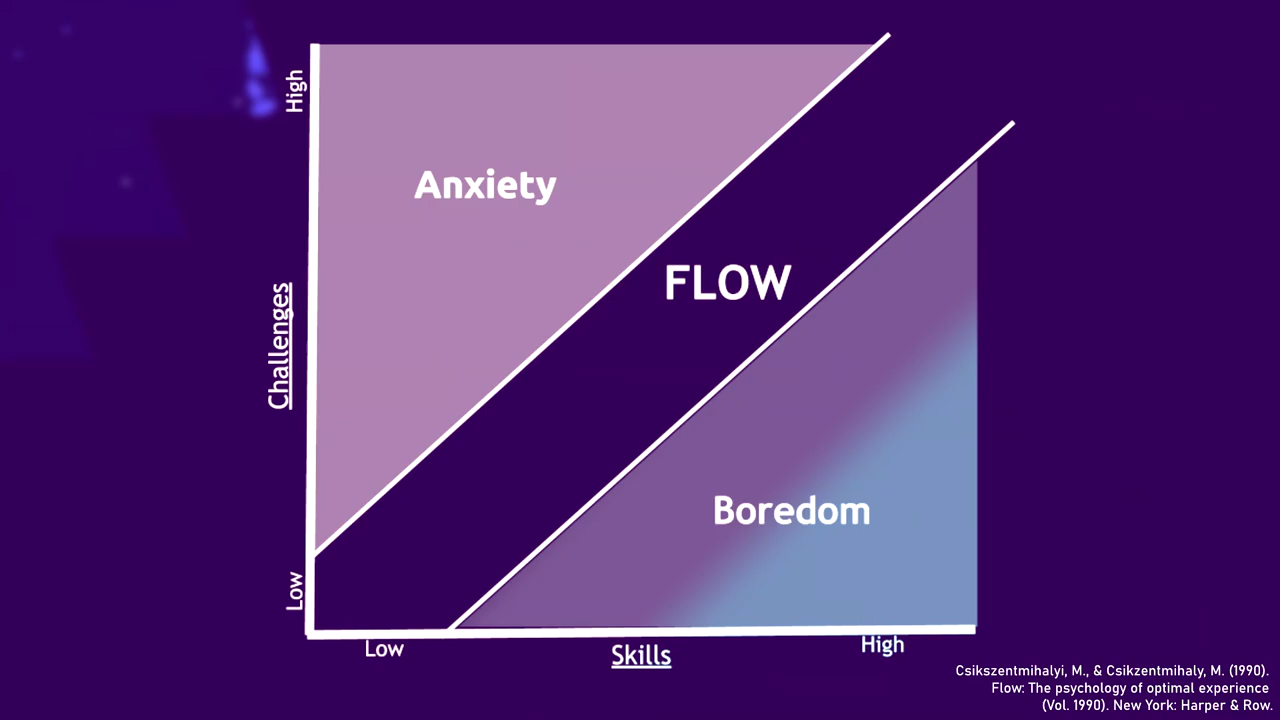 High
Anxiety
Challenges
FLOW
Boredom
Low
Low
Skills
High
Csikszentmihalyi, M., & Csikzentmihaly, M. (1990).
Flow: The psychology of optimal experience
(Vol. 1990). New York: Harper & Row.